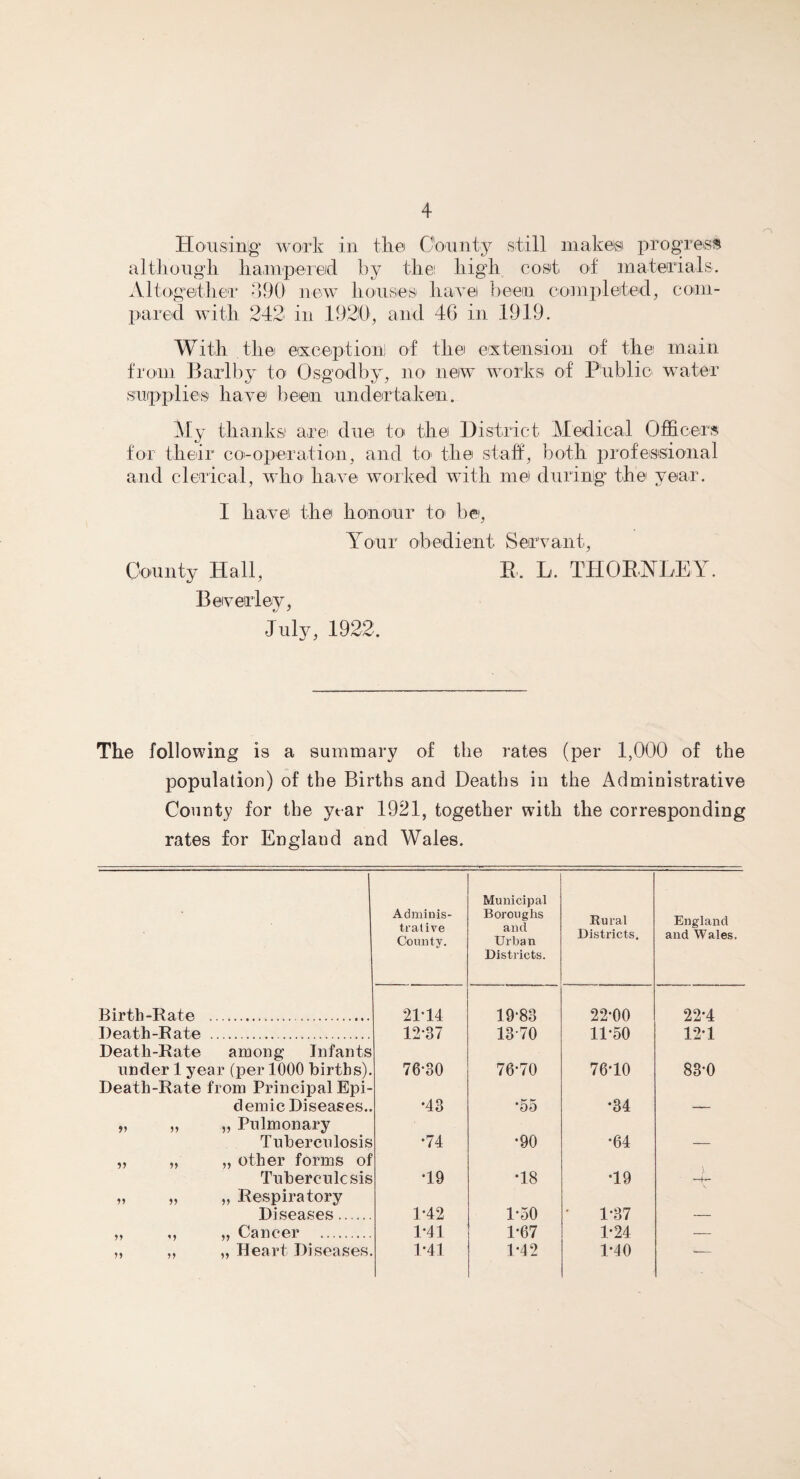 4
Housing work in the County still makes progress
although hampered by the high cost of materials.
Altogether 390 new houses have been completed, com-
pared with 242 in 1920, and 46 in 1919.
With the exception of the extension of the main
from Barlby to Osgodby, no new works of Public water
supplies have been undertaken.
My thanks are due to the District Medical Officers
for their co-operation, and to the staff, both professional
and clerical, who have worked with me during the year.
I have the honour to be,
Your obedient Servant,
County Hall, R. L. THORNLEY.
Beverley,
July, 1922.
The following is a summary of the rates (per 1,000 of the
population) of the Births and Deaths in the Administrative
County for the year 1921, together with the corresponding
rates for England and Wales.
Adminis-trative County. Municipal Boroughs and Urban Districts. Rural Districts. England and Wales.
Birth-Rate ........................ 21·14 19·83 22·00 22·4
Death-Rate ........................ 12·37 13·70 11·50 12·1
Death-Rate among Infants
under 1 year (per 1000 births). 76·30 76·70 76·10 83·0
Death-Rate from Principal Epi-
demic Diseases.. ·43 ·55 ·34 —
„ „ „ Pulmonary
Tuberculosis ·74 ·90 ·64 —
„ „ „ other forms of
Tuberculosis ·19 ·18 ·19 —
„ „ „ Respiratory
Diseases...... 1·42 1·50 1·37 —
„ „ „ Cancer ......... 1·41 1·67 1·24 —
„ „ „ Heart Diseases. 1·41 1·42 1·40 —